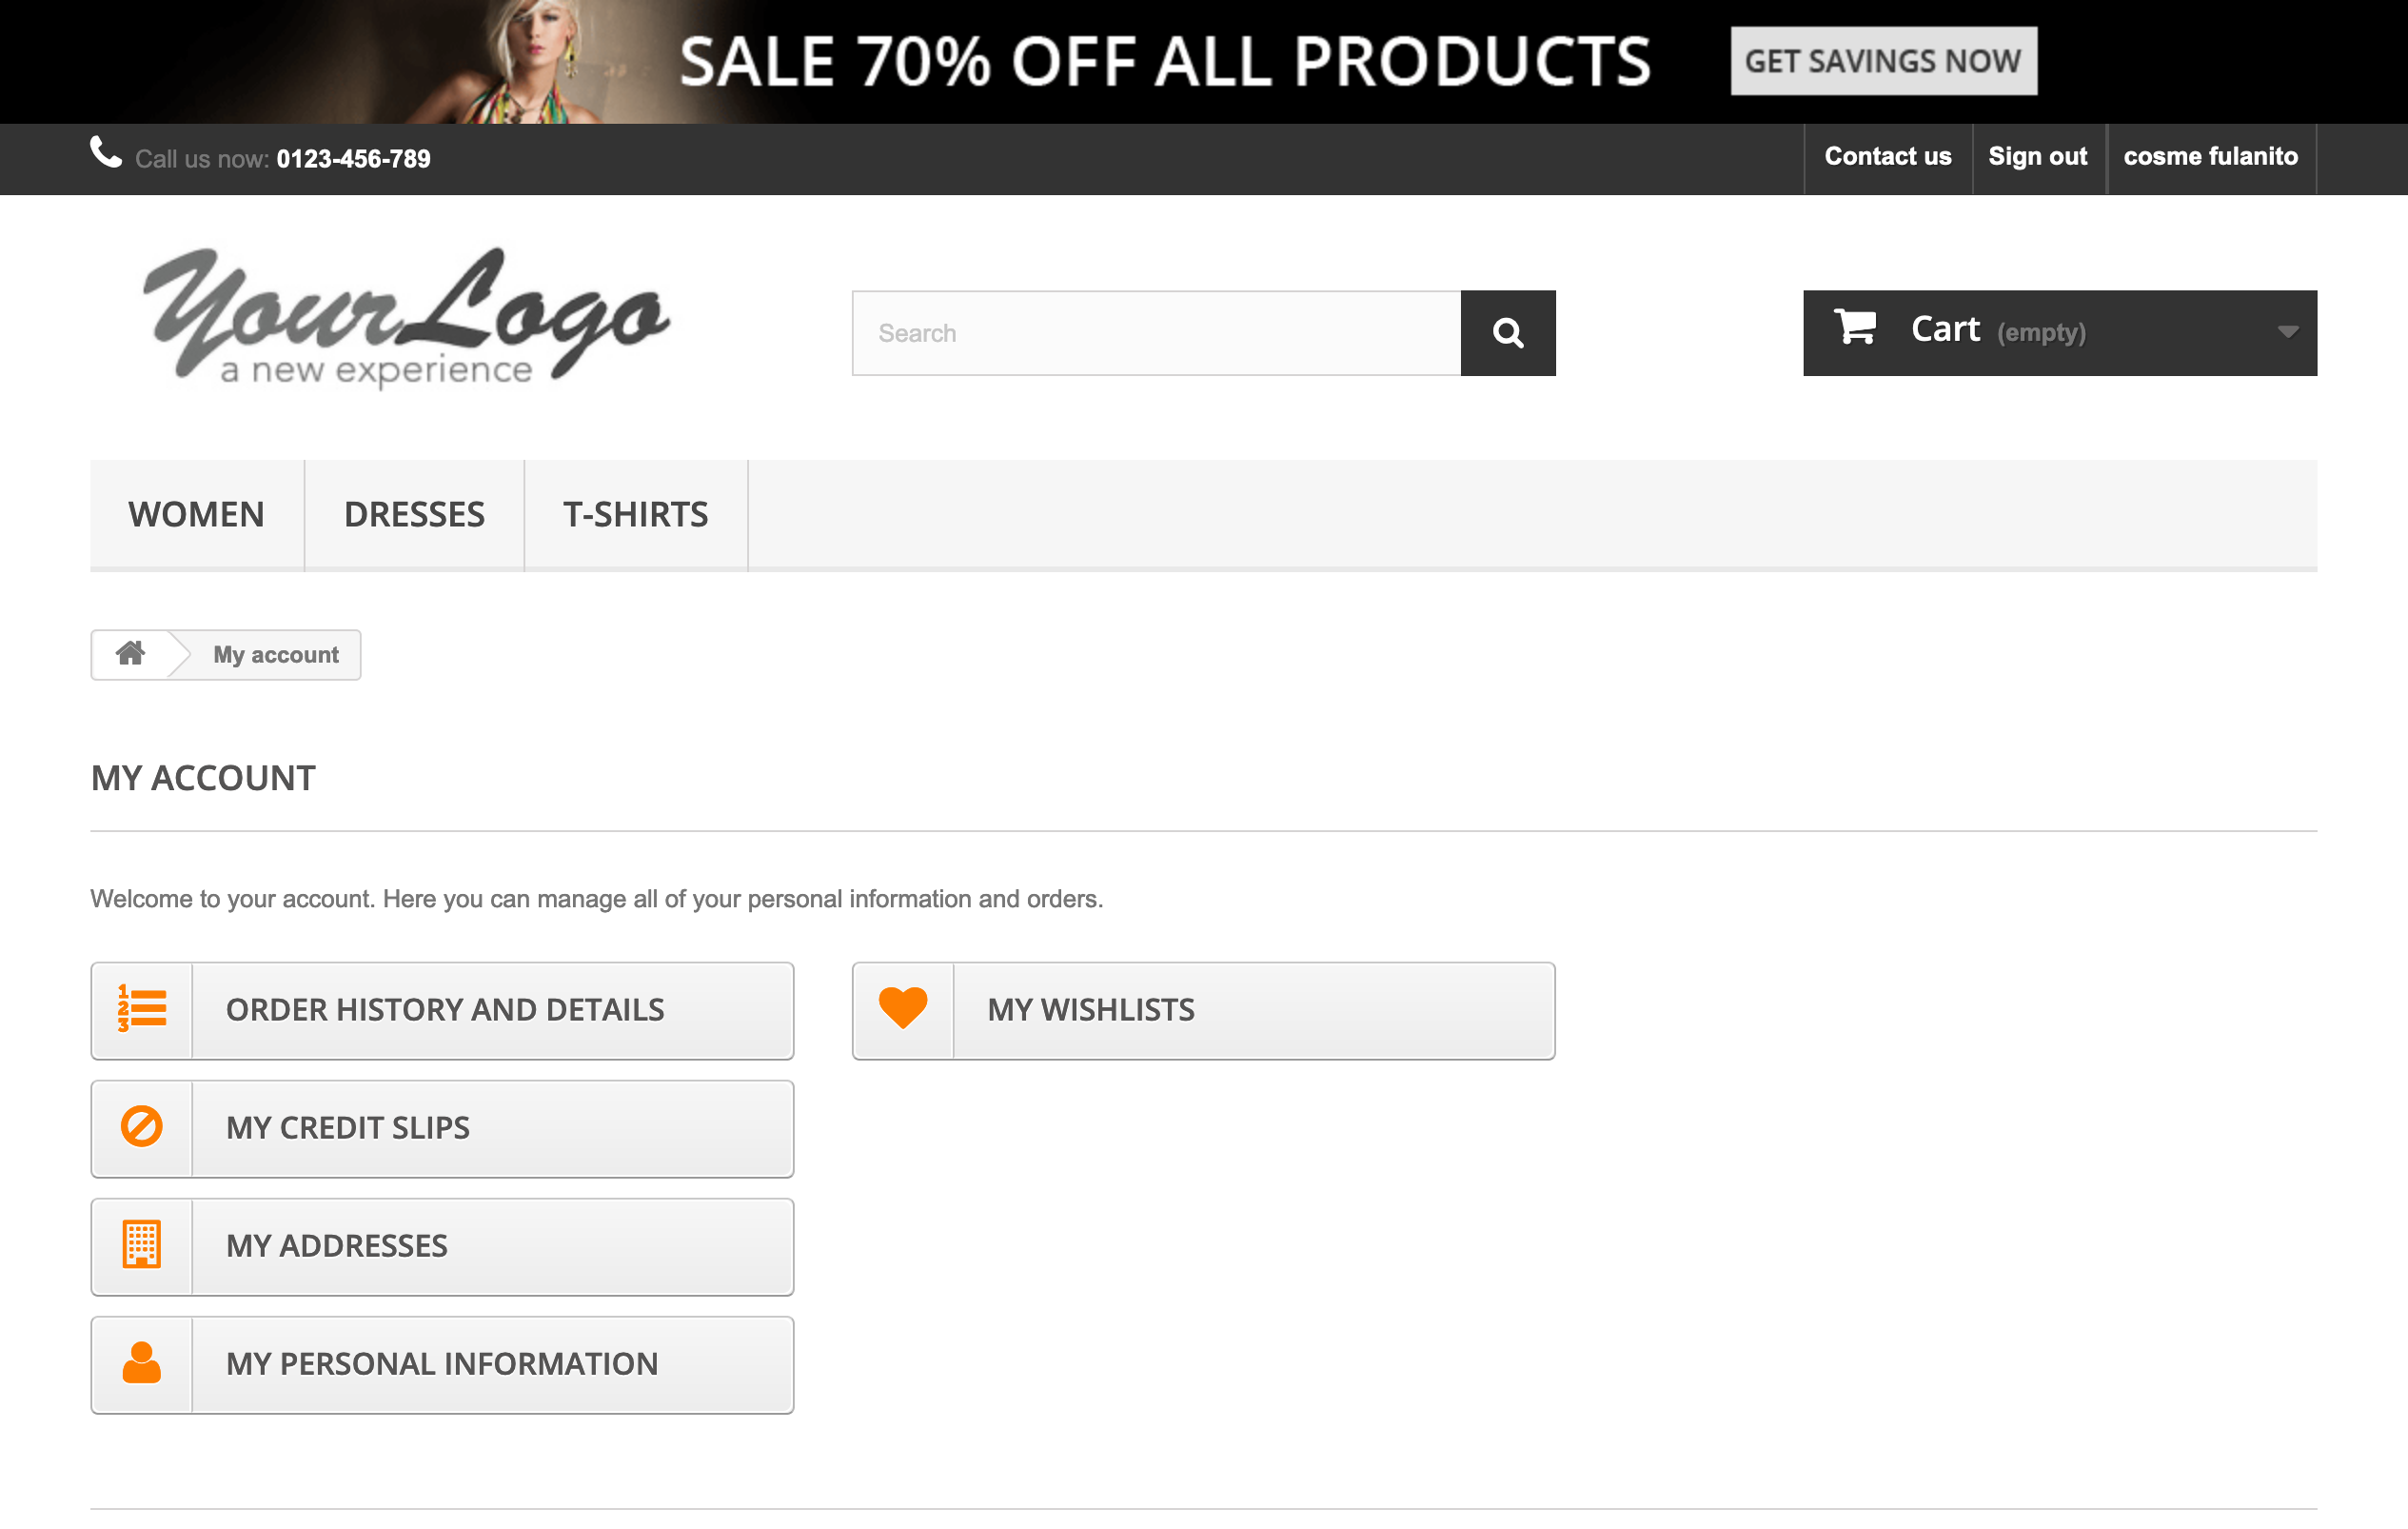 SALE 70% OFF ALL PRODUCTS GET SAVINGS NOW
Call us now: 0123-456-789 Contact us Sign out cosme fulanito
YourLogo
a new experience
Search
Cart (empty)
WOMEN DRESSES T-SHIRTS
My account
MY ACCOUNT
Welcome to your account. Here you can manage all of your personal information and orders.
1
2
3
ORDER HISTORY AND DETAILS
MY WISHLISTS
MY CREDIT SLIPS
MY ADDRESSES
MY PERSONAL INFORMATION